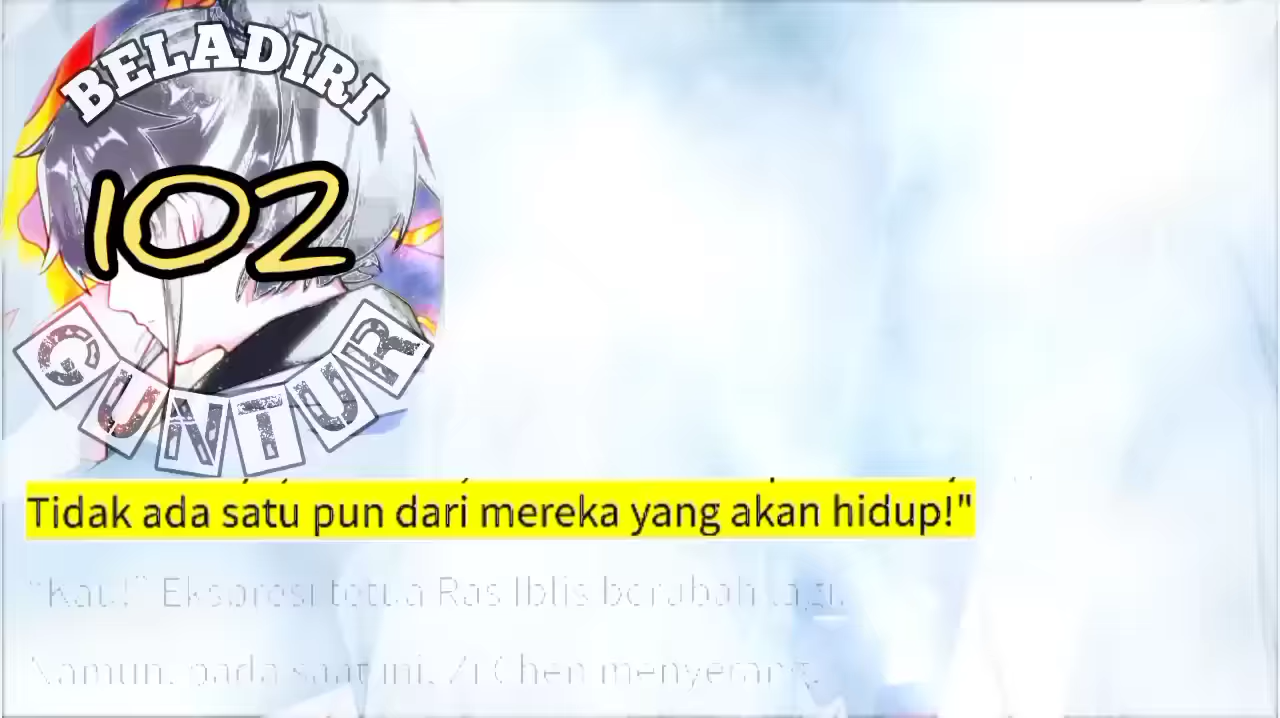 BELADIRI
102
GUNTUR
Tidak ada satu pun dari mereka yang akan hidup!"
"Kau!" Ekspresi tetua Ras Iblis berubah lagi.
Namun, pada saat ini, Zi Chen menyerang.